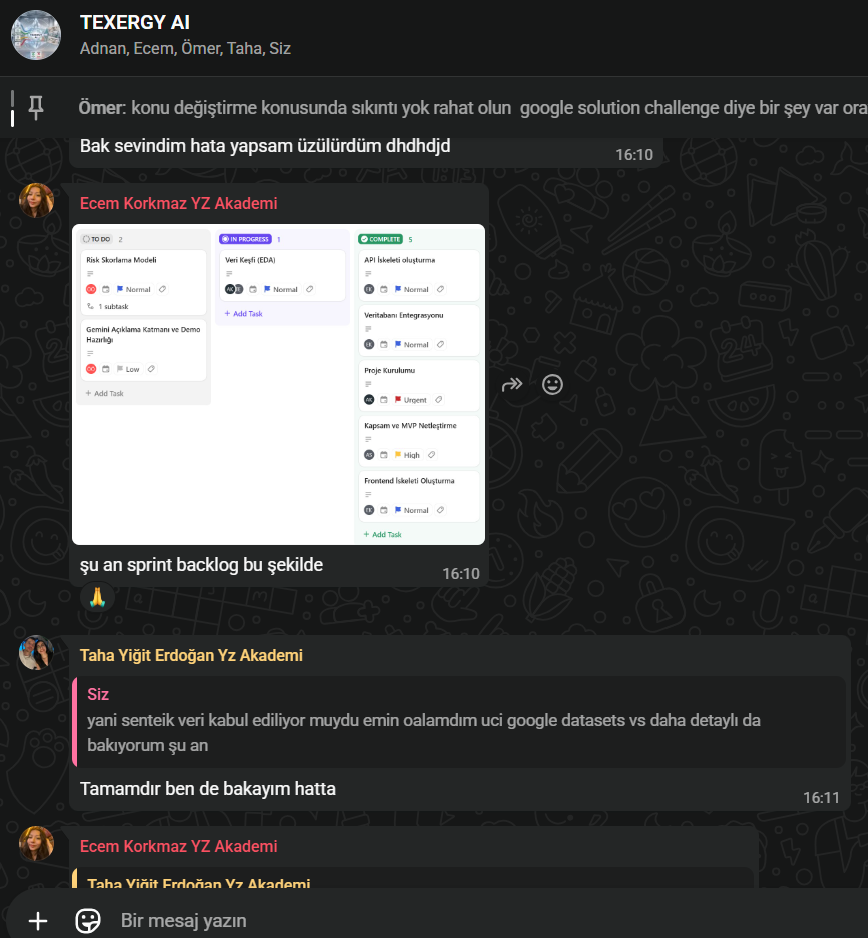 TEXERGY AI
Adnan, Ecem, Ömer, Taha, Siz
Ömer: konu değiştirme konusunda sıkıntı yok rahat olun google solution challenge diye bir şey var ora
Bak sevindim hata yapsam üzülürdüm dhdhdjd
16:10
Ecem Korkmaz YZ Akademi
TO DO 2
Risk Skorlama Modeli
Normal
1 subtask
Gemini Açıklama Katmanı ve Demo
Hazırlığı
Low
+ Add Task
IN PROGRESS 1
Veri Keşfi (EDA)
AK
Normal
+ Add Task
COMPLETE 5
API İskeleti oluşturma
EK
Normal
Veritabanı Entegrasyonu
EK
Normal
Proje Kurulumu
AK
Urgent
Kapsam ve MVP Netleştirme
AS
High
Frontend İskeleti Oluşturma
EK
Normal
+ Add Task
şu an sprint backlog bu şekilde
16:10
Taha Yiğit Erdoğan Yz Akademi
Siz
yani senteik veri kabul ediliyor muydu emin oalamdım uci google datasets vs daha detaylı da
bakıyorum şu an
Tamamdır ben de bakayım hatta
16:11
Ecem Korkmaz YZ Akademi
Taha Yiğit Erdoğan Yz Akademi
Bir mesaj yazın